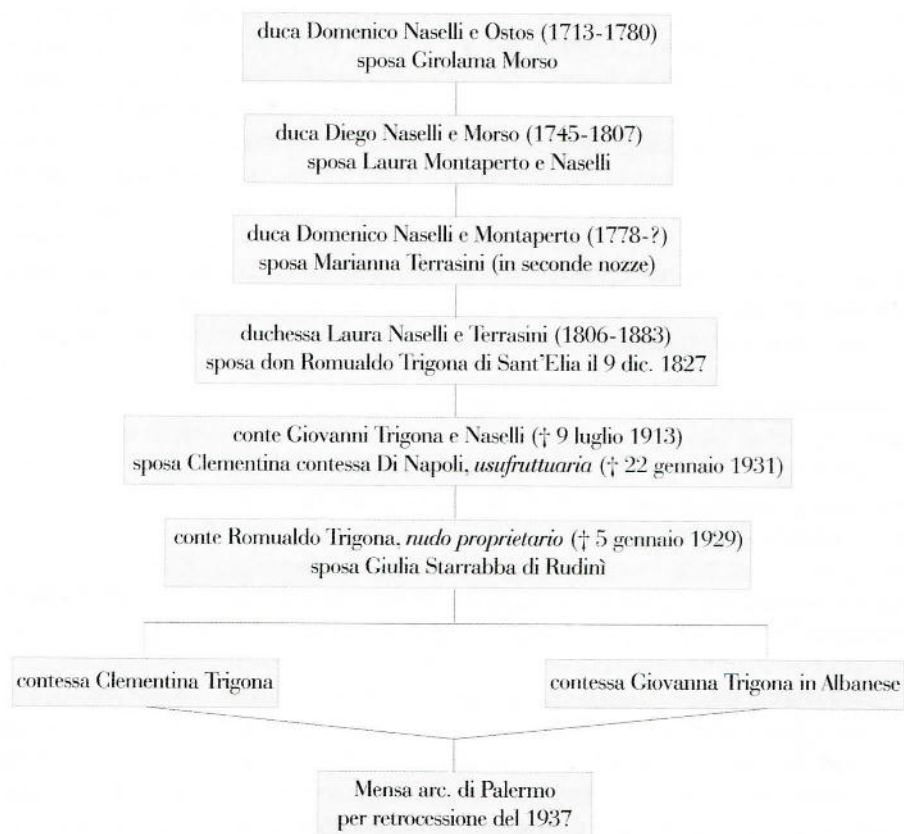 duca Domenico Naselli e Ostos (1713-1780)
sposa Girolama Morso
duca Diego Naselli e Morso (1745-1807)
sposa Laura Montaperto e Naselli
duca Domenico Naselli e Montaperto (1778-?)
sposa Marianna Terrasini (in seconde nozze)
duchessa Laura Naselli e Terrasini (1806-1883)
sposa don Romualdo Trigona di Sant'Elia il 9 dic. 1827
conte Giovanni Trigona e Naselli († 9 luglio 1913)
sposa Clementina contessa Di Napoli, usufruttuaria († 22 gennaio 1931)
conte Romualdo Trigona, nudo proprietario († 5 gennaio 1929)
sposa Giulia Starrabba di Rudinì
contessa Clementina Trigona
contessa Giovanna Trigona in Albanese
Mensa arc. di Palermo
per retrocessione del 1937